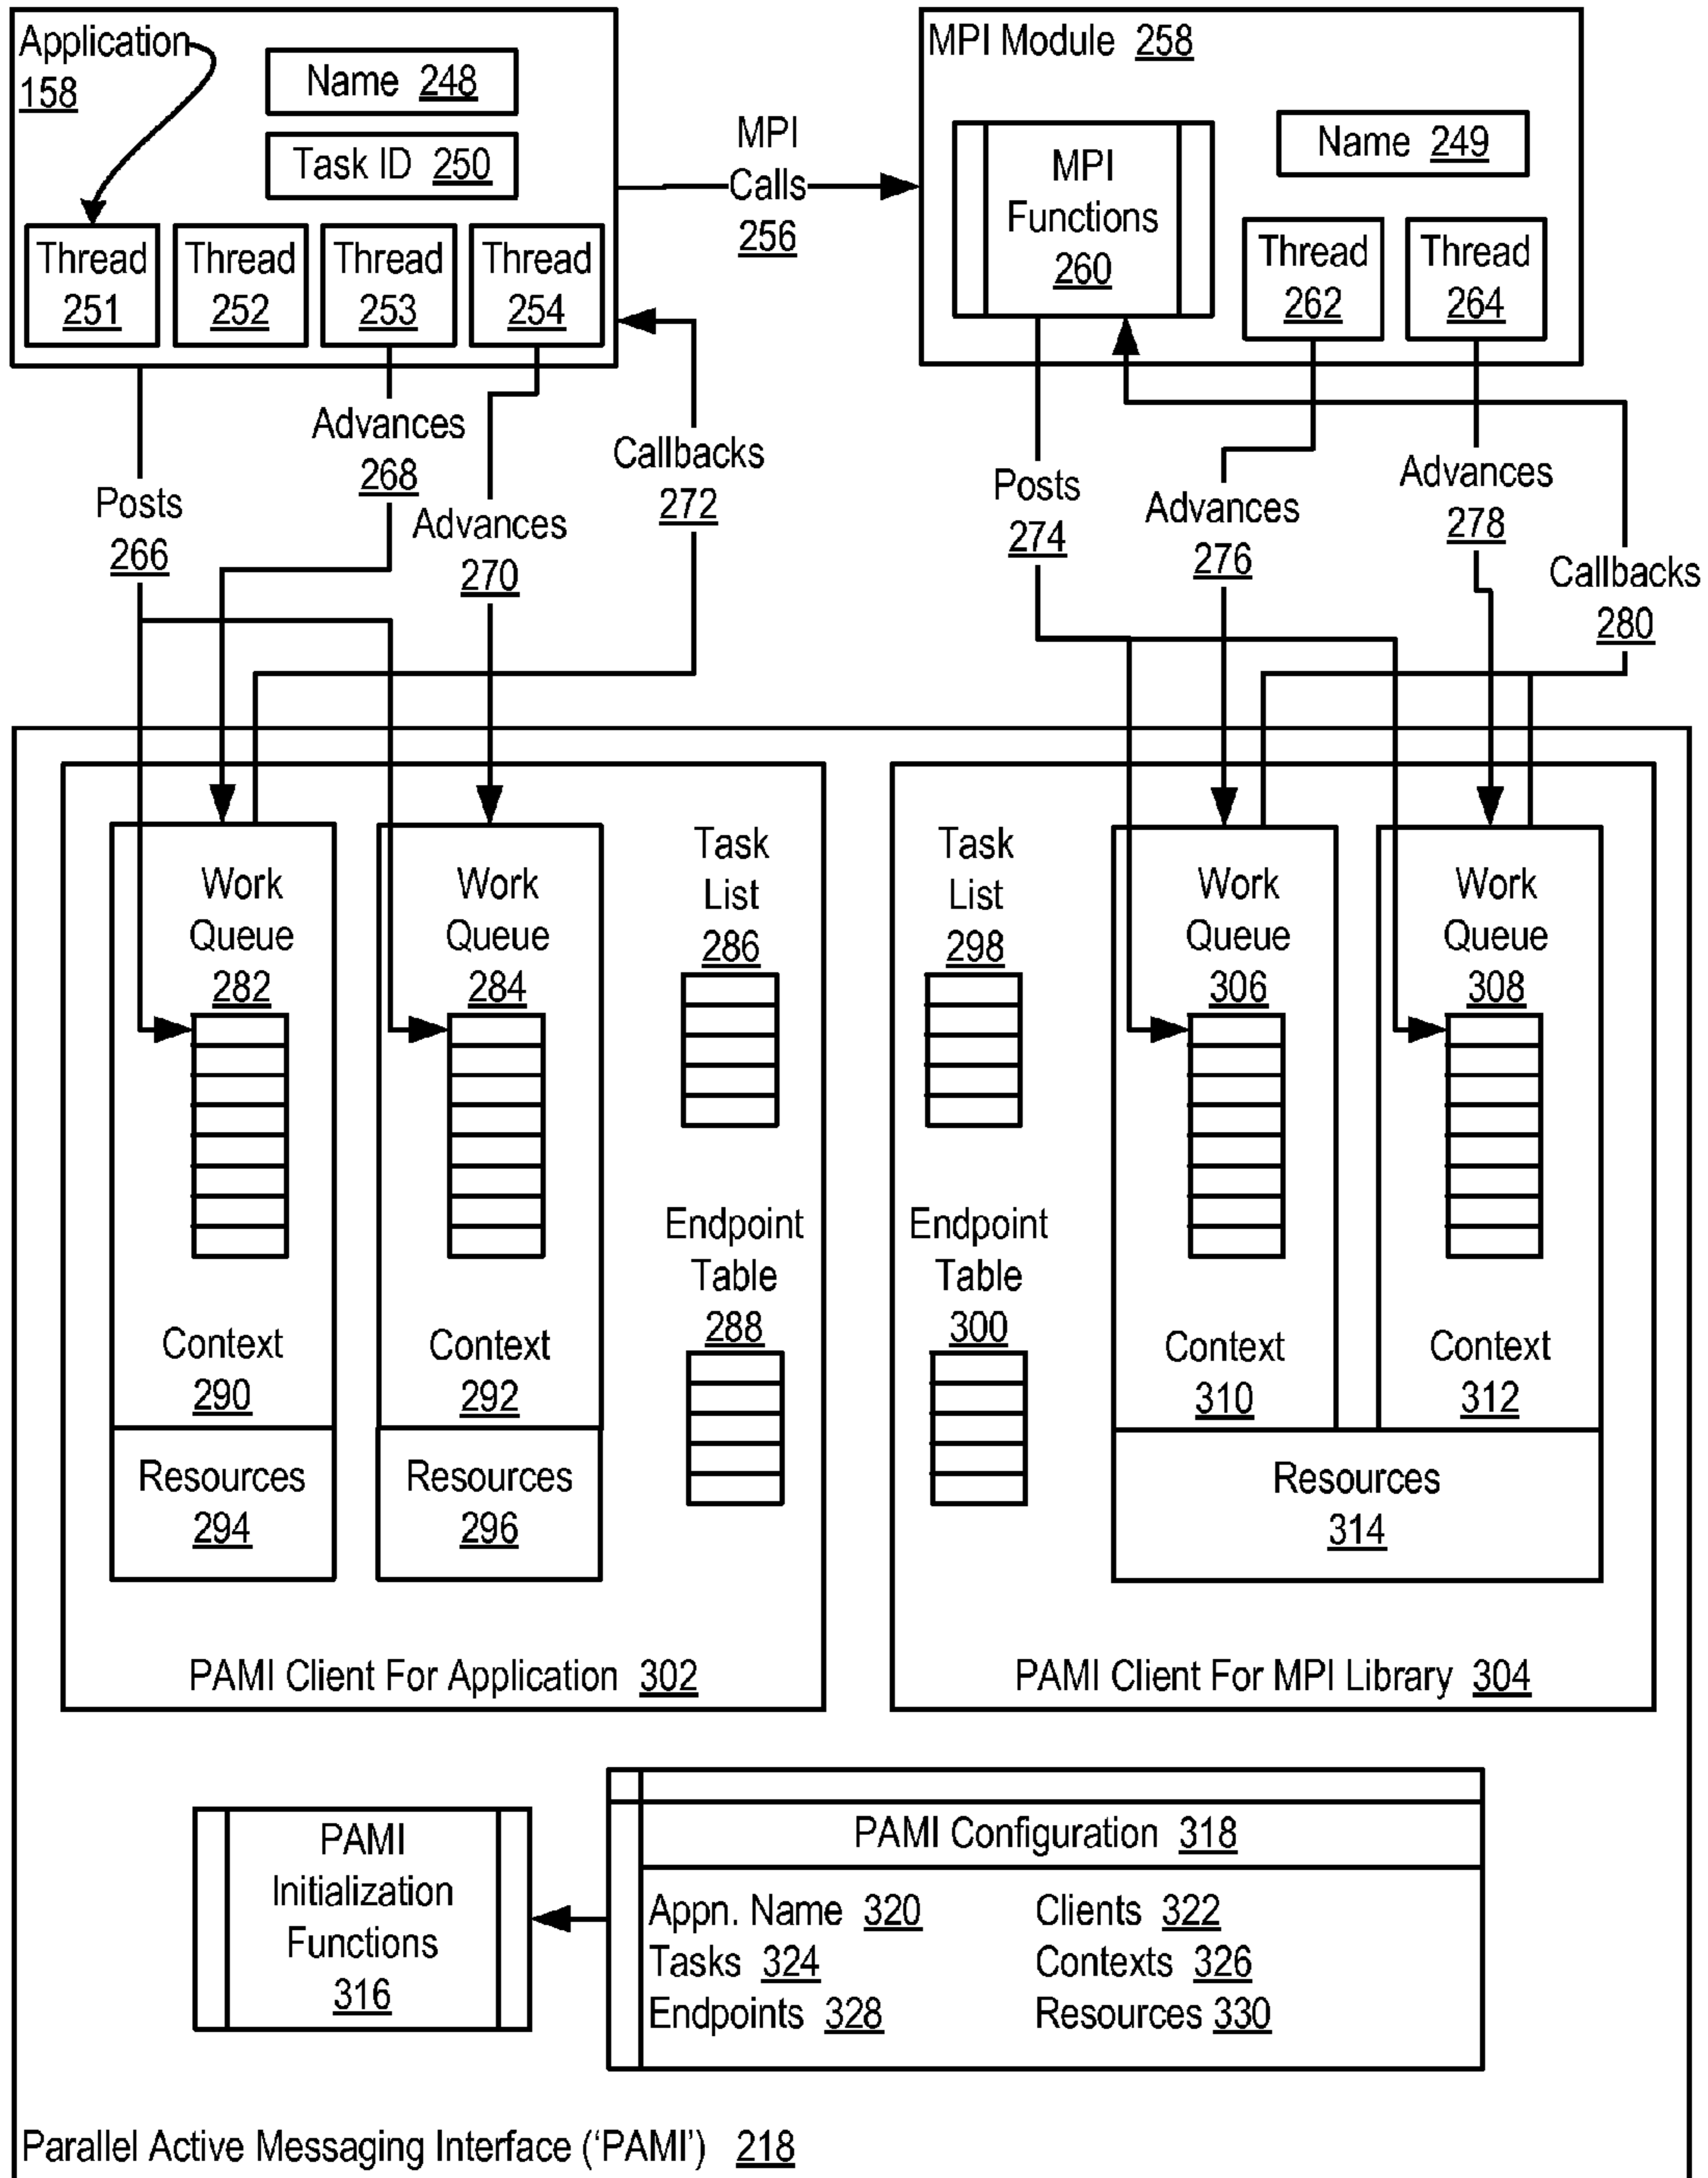 Application
158
Name 248
Task ID 250
Thread
251
Thread
252
Thread
253
Thread
254
MPI
Calls
256
MPI Module 258
MPI
Functions
260
Name 249
Thread
262
Thread
264
Posts
266
Advances
268
Advances
270
Callbacks
272
Posts
274
Advances
276
Advances
278
Callbacks
280
Work
Queue
282
Context
290
Resources
294
Work
Queue
284
Context
292
Resources
296
Task
List
286
Endpoint
Table
288
PAMI Client For Application 302
Task
List
298
Endpoint
Table
300
Work
Queue
306
Context
310
Work
Queue
308
Context
312
Resources
314
PAMI Client For MPI Library 304
PAMI
Initialization
Functions
316
PAMI Configuration 318
Appn. Name 320 Clients 322
Tasks 324 Contexts 326
Endpoints 328 Resources 330
Parallel Active Messaging Interface (‘PAMI’) 218